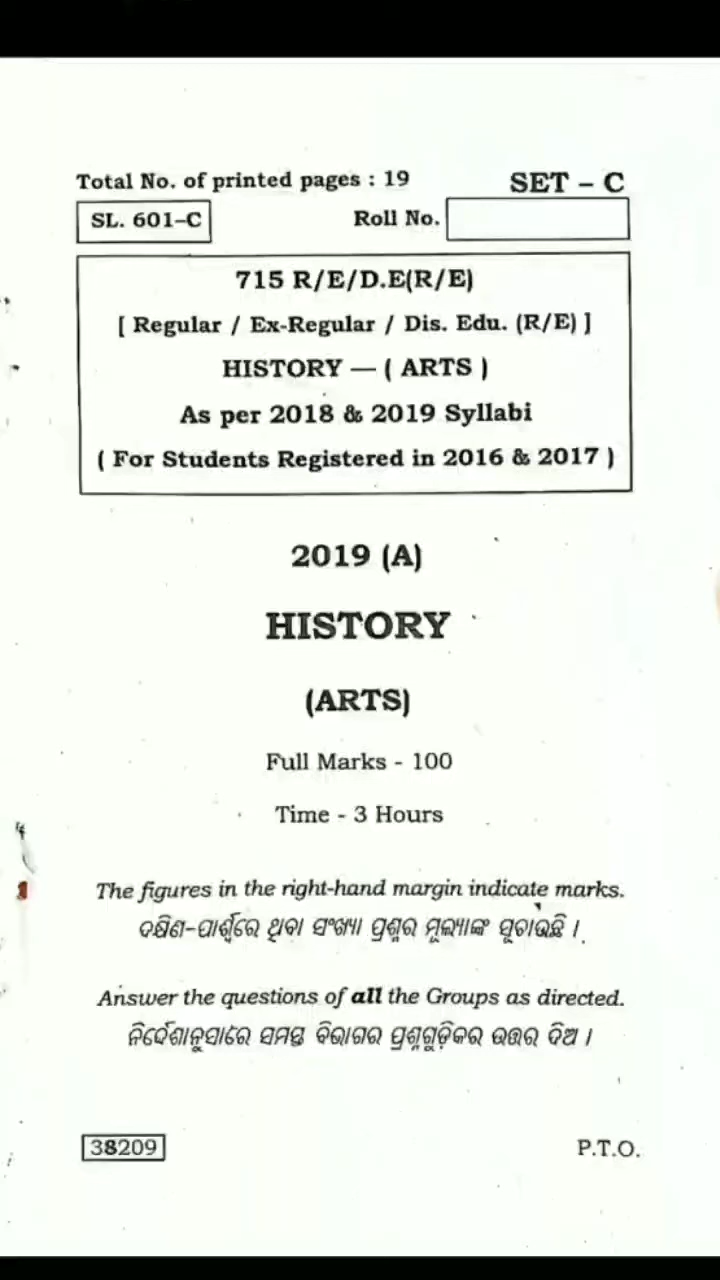 Total No. of printed pages : 19
SET – C
SL. 601–C
Roll No.
715 R/E/D.E(R/E)
[ Regular / Ex-Regular / Dis. Edu. (R/E) ]
HISTORY — ( ARTS )
As per 2018 & 2019 Syllabi
( For Students Registered in 2016 & 2017 )
2019 (A)
HISTORY
(ARTS)
Full Marks - 100
Time - 3 Hours
The figures in the right-hand margin indicate marks.
ଦକ୍ଷିଣ-ପାର୍ଶ୍ୱରେ ଥିବା ସଂଖ୍ୟା ପ୍ରଶ୍ନର ମୂଲ୍ୟାଙ୍କ ସୂଚାଉଛି ।
Answer the questions of all the Groups as directed.
ନିର୍ଦ୍ଦେଶାନୁସାରେ ସମସ୍ତ ବିଭାଗର ପ୍ରଶ୍ନଗୁଡ଼ିକର ଉତ୍ତର ଦିଅ ।
38209
P.T.O.